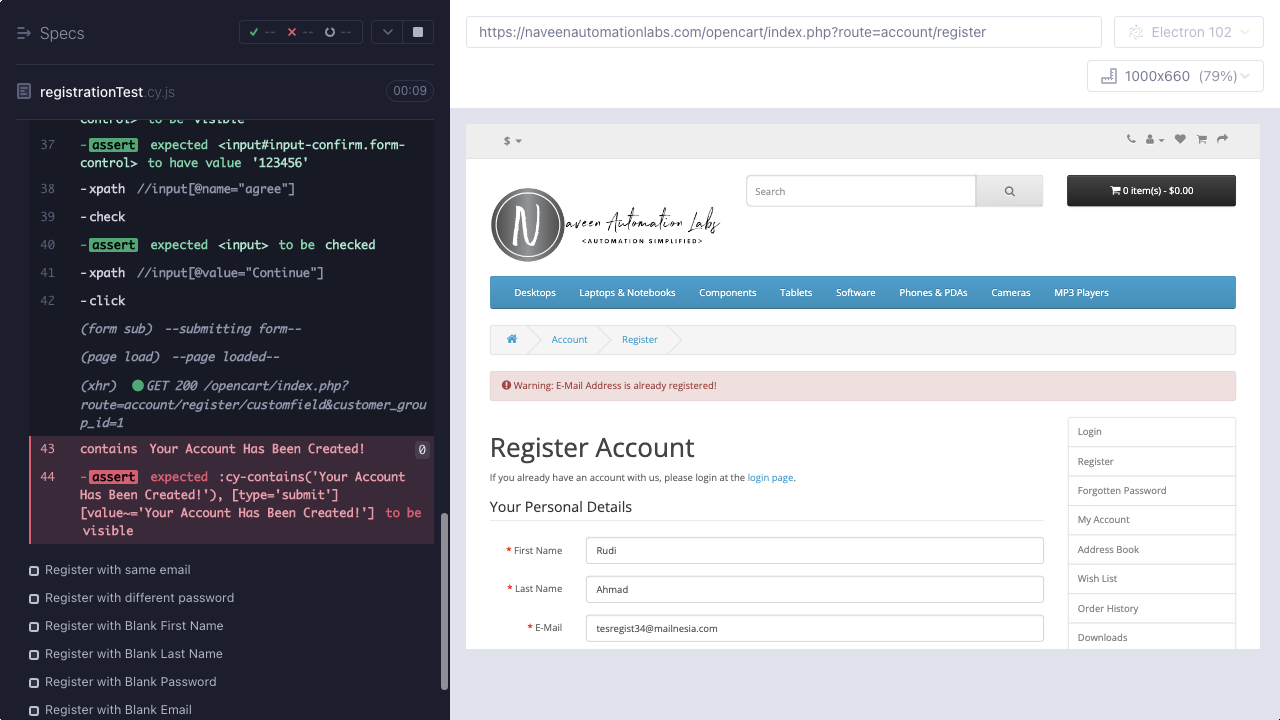 Specs
-- -- --
registrationTest.cy.js
00:09
control> to be visible
37 -assert expected <input#input-confirm.form-
control> to have value '123456'
38 -xpath //input[@name="agree"]
39 -check
40 -assert expected <input> to be checked
41 -xpath //input[@value="Continue"]
42 -click
(form sub) --submitting form--
(page load) --page loaded--
(xhr) GET 200 /opencart/index.php?
route=account/register/customfield&customer_grou
p_id=1
43 contains Your Account Has Been Created! 0
44 -assert expected :cy-contains('Your Account
Has Been Created!'), [type='submit']
[value~='Your Account Has Been Created!'] to be
visible
Register with same email
Register with different password
Register with Blank First Name
Register with Blank Last Name
Register with Blank Password
Register with Blank Email
https://naveenautomationlabs.com/opencart/index.php?route=account/register
Electron 102
1000x660 (79%)
$
Naveen Automation Labs
<AUTOMATION SIMPLIFIED>
Search
0 item(s) - $0.00
Desktops Laptops & Notebooks Components Tablets Software Phones & PDAs Cameras MP3 Players
Account Register
Warning: E-Mail Address is already registered!
Register Account
If you already have an account with us, please login at the login page.
Your Personal Details
* First Name Rudi
* Last Name Ahmad
* E-Mail tesregist34@mailnesia.com
Login
Register
Forgotten Password
My Account
Address Book
Wish List
Order History
Downloads